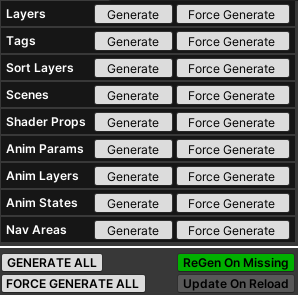 Layers Generate Force Generate
Tags Generate Force Generate
Sort Layers Generate Force Generate
Scenes Generate Force Generate
Shader Props Generate Force Generate
Anim Params Generate Force Generate
Anim Layers Generate Force Generate
Anim States Generate Force Generate
Nav Areas Generate Force Generate
GENERATE ALL ReGen On Missing
FORCE GENERATE ALL Update On Reload